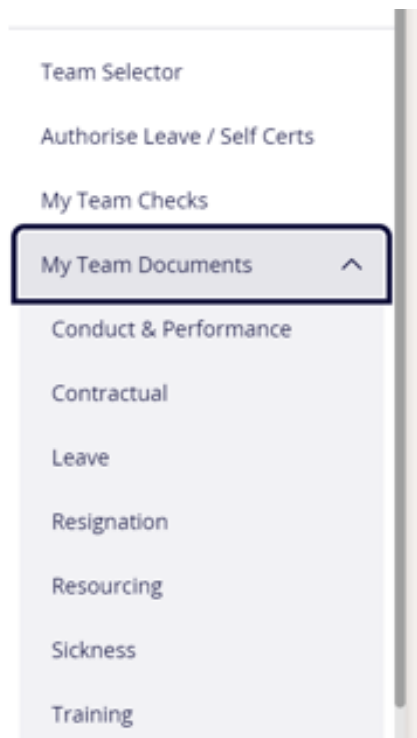 Team Selector
Authorise Leave / Self Certs
My Team Checks
My Team Documents
Conduct & Performance
Contractual
Leave
Resignation
Resourcing
Sickness
Training